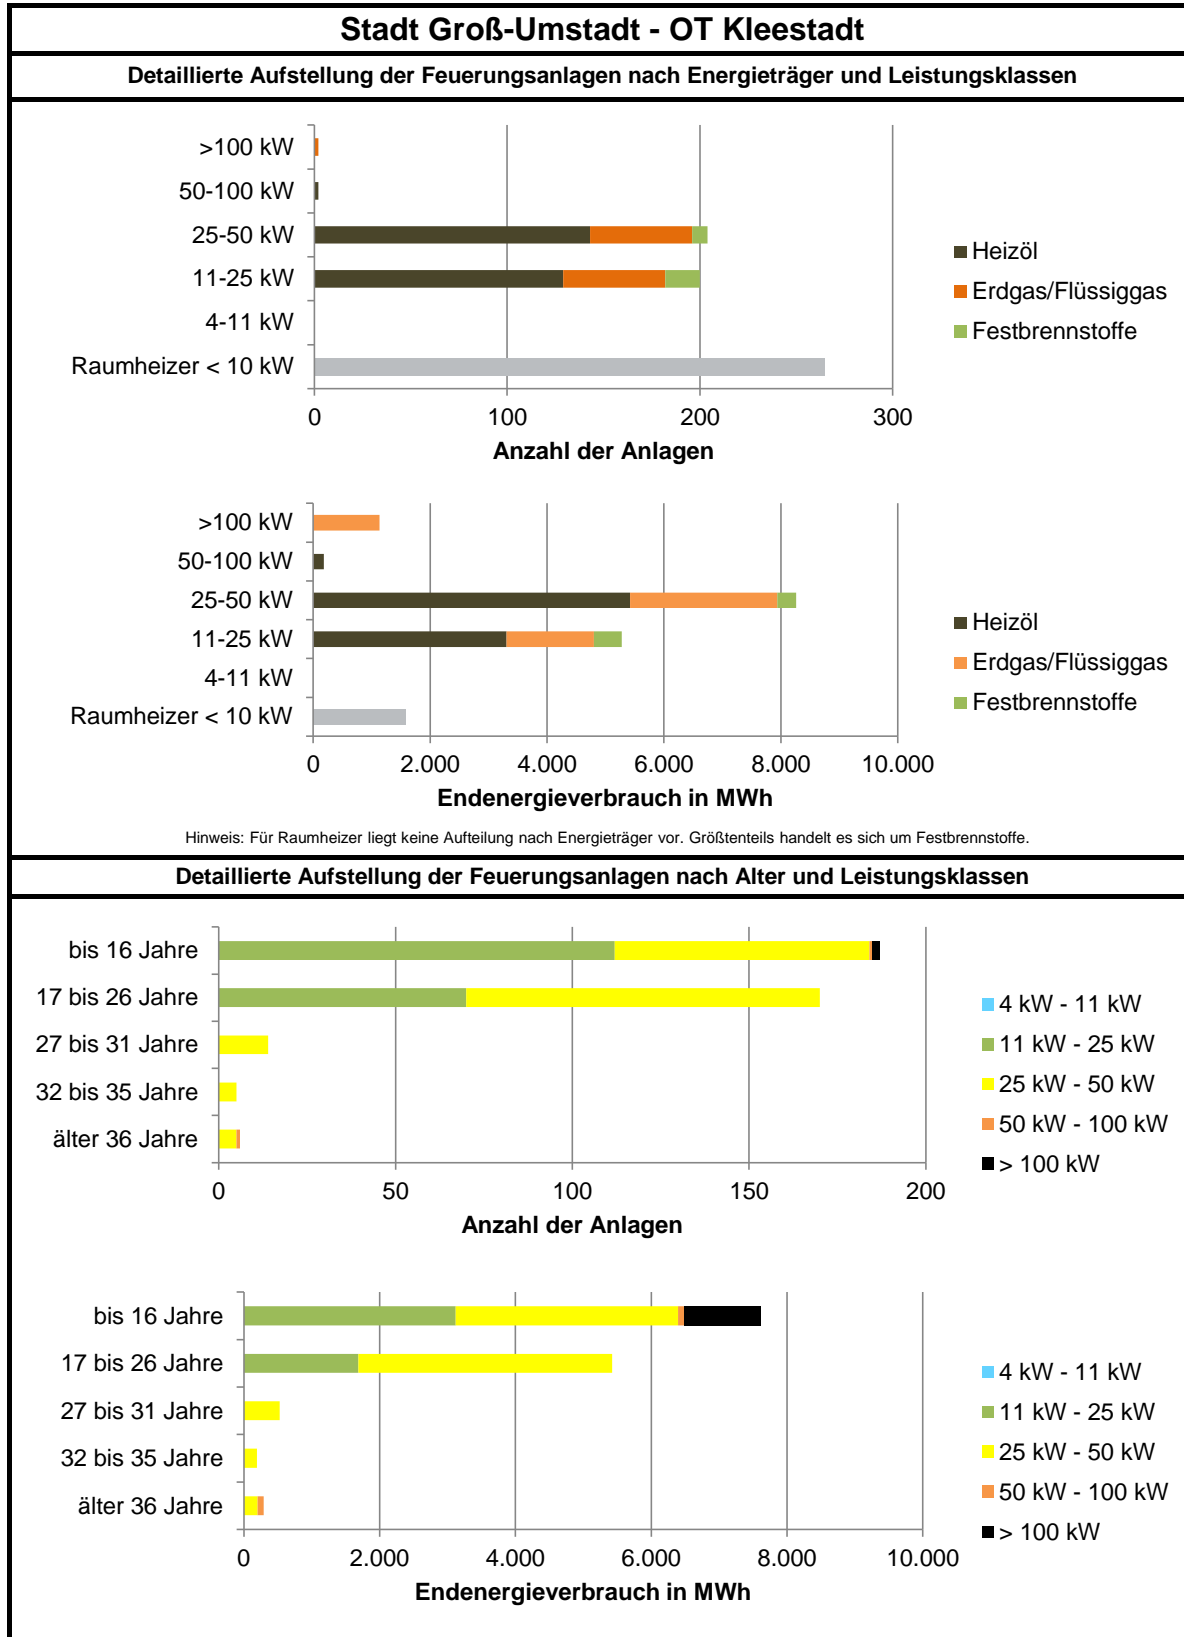 Stadt Groß-Umstadt - OT Kleestadt
Detaillierte Aufstellung der Feuerungsanlagen nach Energieträger und Leistungsklassen
>100 kW
50-100 kW
25-50 kW
11-25 kW
4-11 kW
Raumheizer < 10 kW
0 100 200 300
Anzahl der Anlagen
Heizöl
Erdgas/Flüssiggas
Festbrennstoffe
>100 kW
50-100 kW
25-50 kW
11-25 kW
4-11 kW
Raumheizer < 10 kW
0 2.000 4.000 6.000 8.000 10.000
Endenergieverbrauch in MWh
Heizöl
Erdgas/Flüssiggas
Festbrennstoffe
Hinweis: Für Raumheizer liegt keine Aufteilung nach Energieträger vor. Größtenteils handelt es sich um Festbrennstoffe.
Detaillierte Aufstellung der Feuerungsanlagen nach Alter und Leistungsklassen
bis 16 Jahre
17 bis 26 Jahre
27 bis 31 Jahre
32 bis 35 Jahre
älter 36 Jahre
0 50 100 150 200
Anzahl der Anlagen
4 kW - 11 kW
11 kW - 25 kW
25 kW - 50 kW
50 kW - 100 kW
> 100 kW
bis 16 Jahre
17 bis 26 Jahre
27 bis 31 Jahre
32 bis 35 Jahre
älter 36 Jahre
0 2.000 4.000 6.000 8.000 10.000
Endenergieverbrauch in MWh
4 kW - 11 kW
11 kW - 25 kW
25 kW - 50 kW
50 kW - 100 kW
> 100 kW